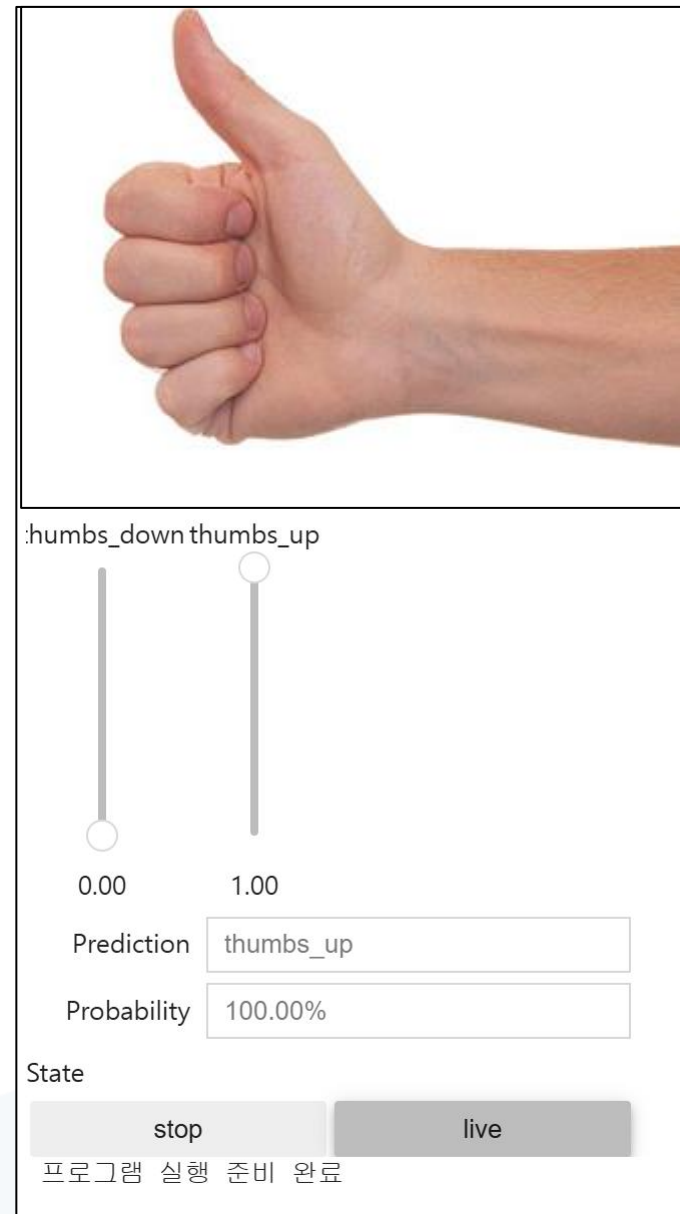 :humbs_down thumbs_up
0.00 1.00
Prediction thumbs_up
Probability 100.00%
State
stop live
프로그램 실행 준비 완료